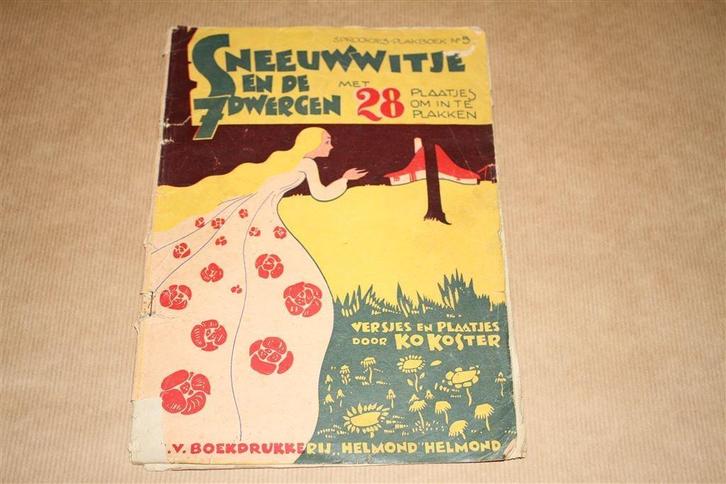 SPROOKJES-PLAKBOEK No 5
SNEEUWWITJE
EN DE
7 DWERGEN
MET
28
PLAATJES
OM IN TE
PLAKKEN
VERSJES EN PLAATJES
DOOR KO KOSTER
.V. BOEKDRUKKERIJ „HELMOND" HELMOND